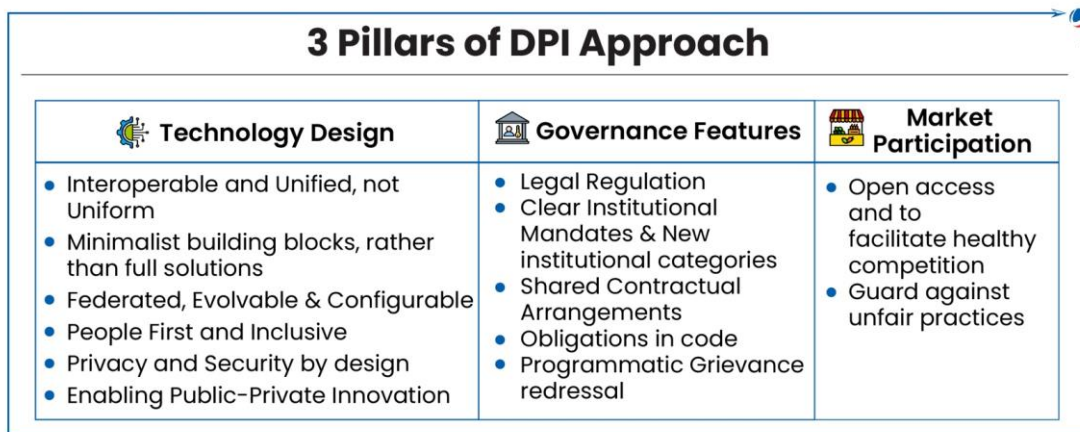 3 Pillars of DPI Approach
Technology Design
• Interoperable and Unified, not
Uniform
• Minimalist building blocks, rather
than full solutions
• Federated, Evolvable & Configurable
• People First and Inclusive
• Privacy and Security by design
• Enabling Public-Private Innovation
Governance Features
• Legal Regulation
• Clear Institutional
Mandates & New
institutional categories
• Shared Contractual
Arrangements
• Obligations in code
• Programmatic Grievance
redressal
Market
Participation
• Open access
and to
facilitate healthy
competition
• Guard against
unfair practices